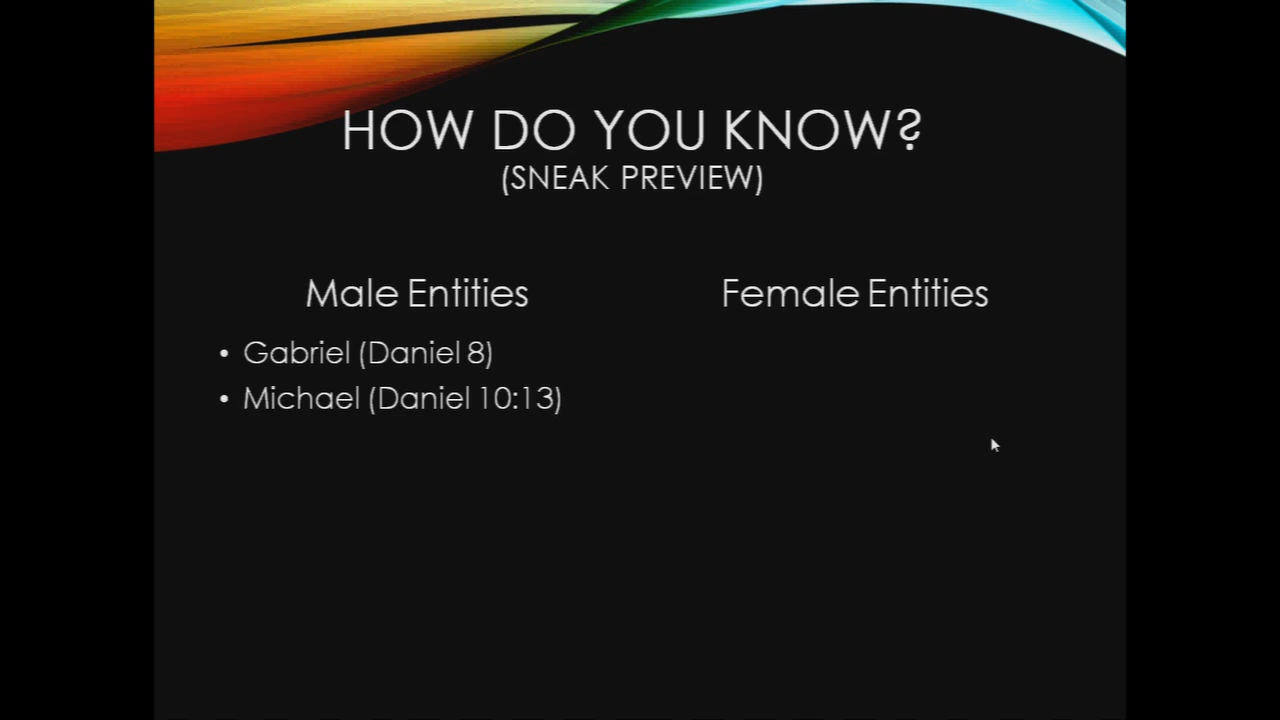 HOW DO YOU KNOW?
(SNEAK PREVIEW)
Male Entities
• Gabriel (Daniel 8)
• Michael (Daniel 10:13)
Female Entities